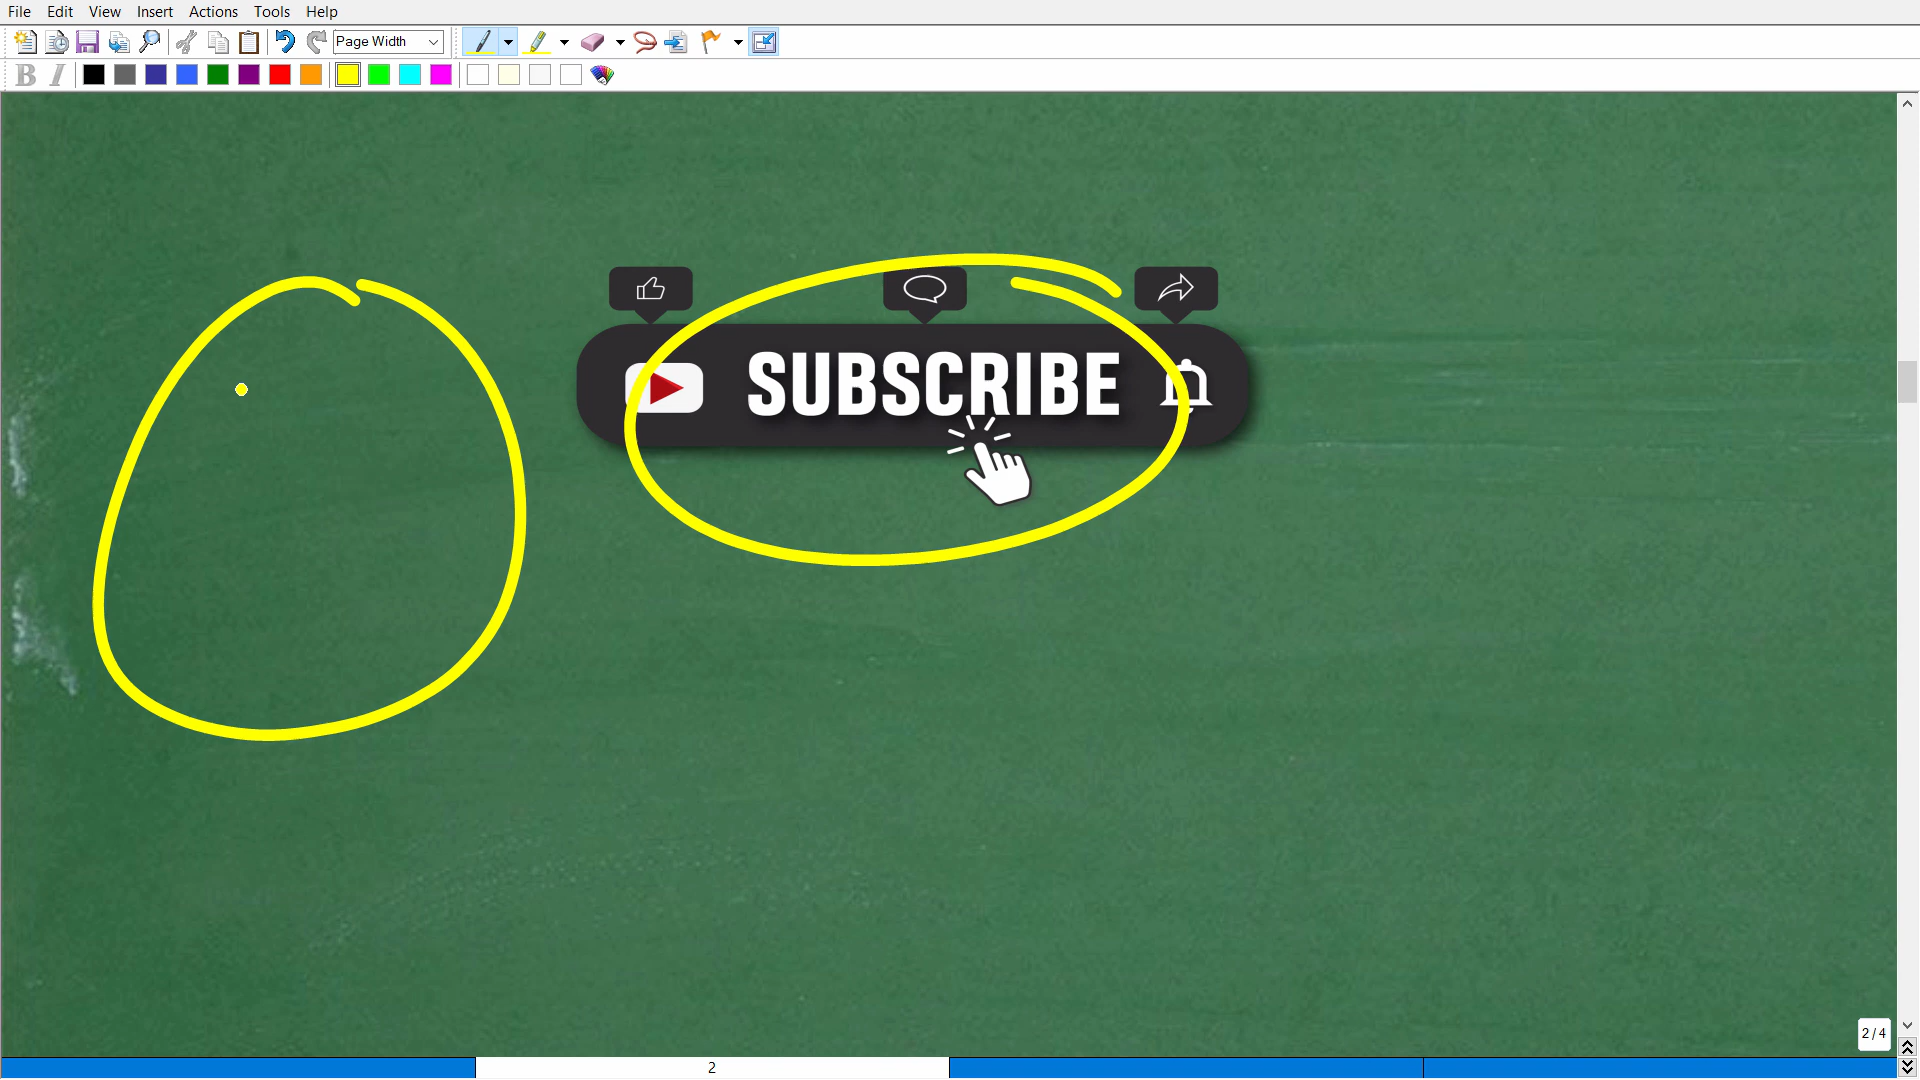 File Edit View Insert Actions Tools Help
Page Width
B I
SUBSCRIBE
2 / 4
2